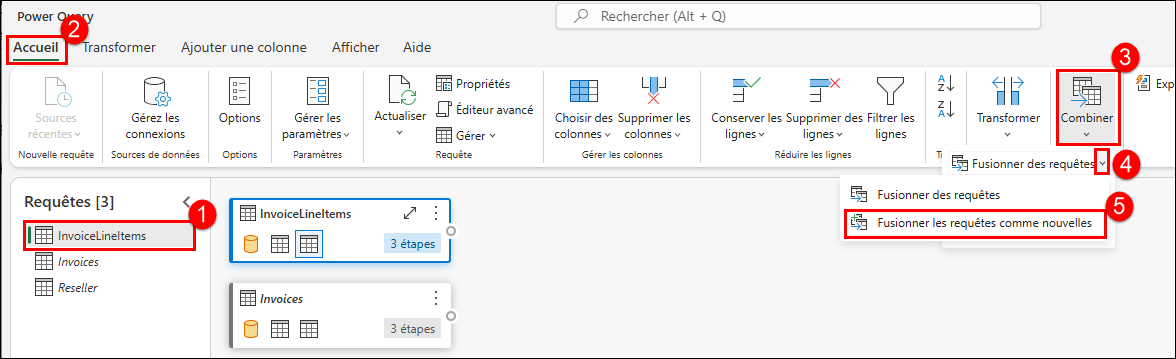 Power Query
Rechercher (Alt + Q)
2
Accueil
Transformer
Ajouter une colonne
Afficher
Aide
3
Sources
récentes
Nouvelle requête
Gérez les
connexions
Sources de données
Options
Options
Gérer les
paramètres
Paramètres
Actualiser
Propriétés
Éditeur avancé
Gérer
Requête
Choisir des
colonnes
Supprimer les
colonnes
Gérer les colonnes
Conserver les
lignes
Supprimer des
lignes
Filtrer les
lignes
Réduire les lignes
A
Z
Z
A
Transformer
Combiner
Fusionner des requêtes
4
Fusionner des requêtes
5
Fusionner les requêtes comme nouvelles
Requêtes [3]
1
InvoiceLineItems
Invoices
Reseller
InvoiceLineItems
3 étapes
Invoices
3 étapes